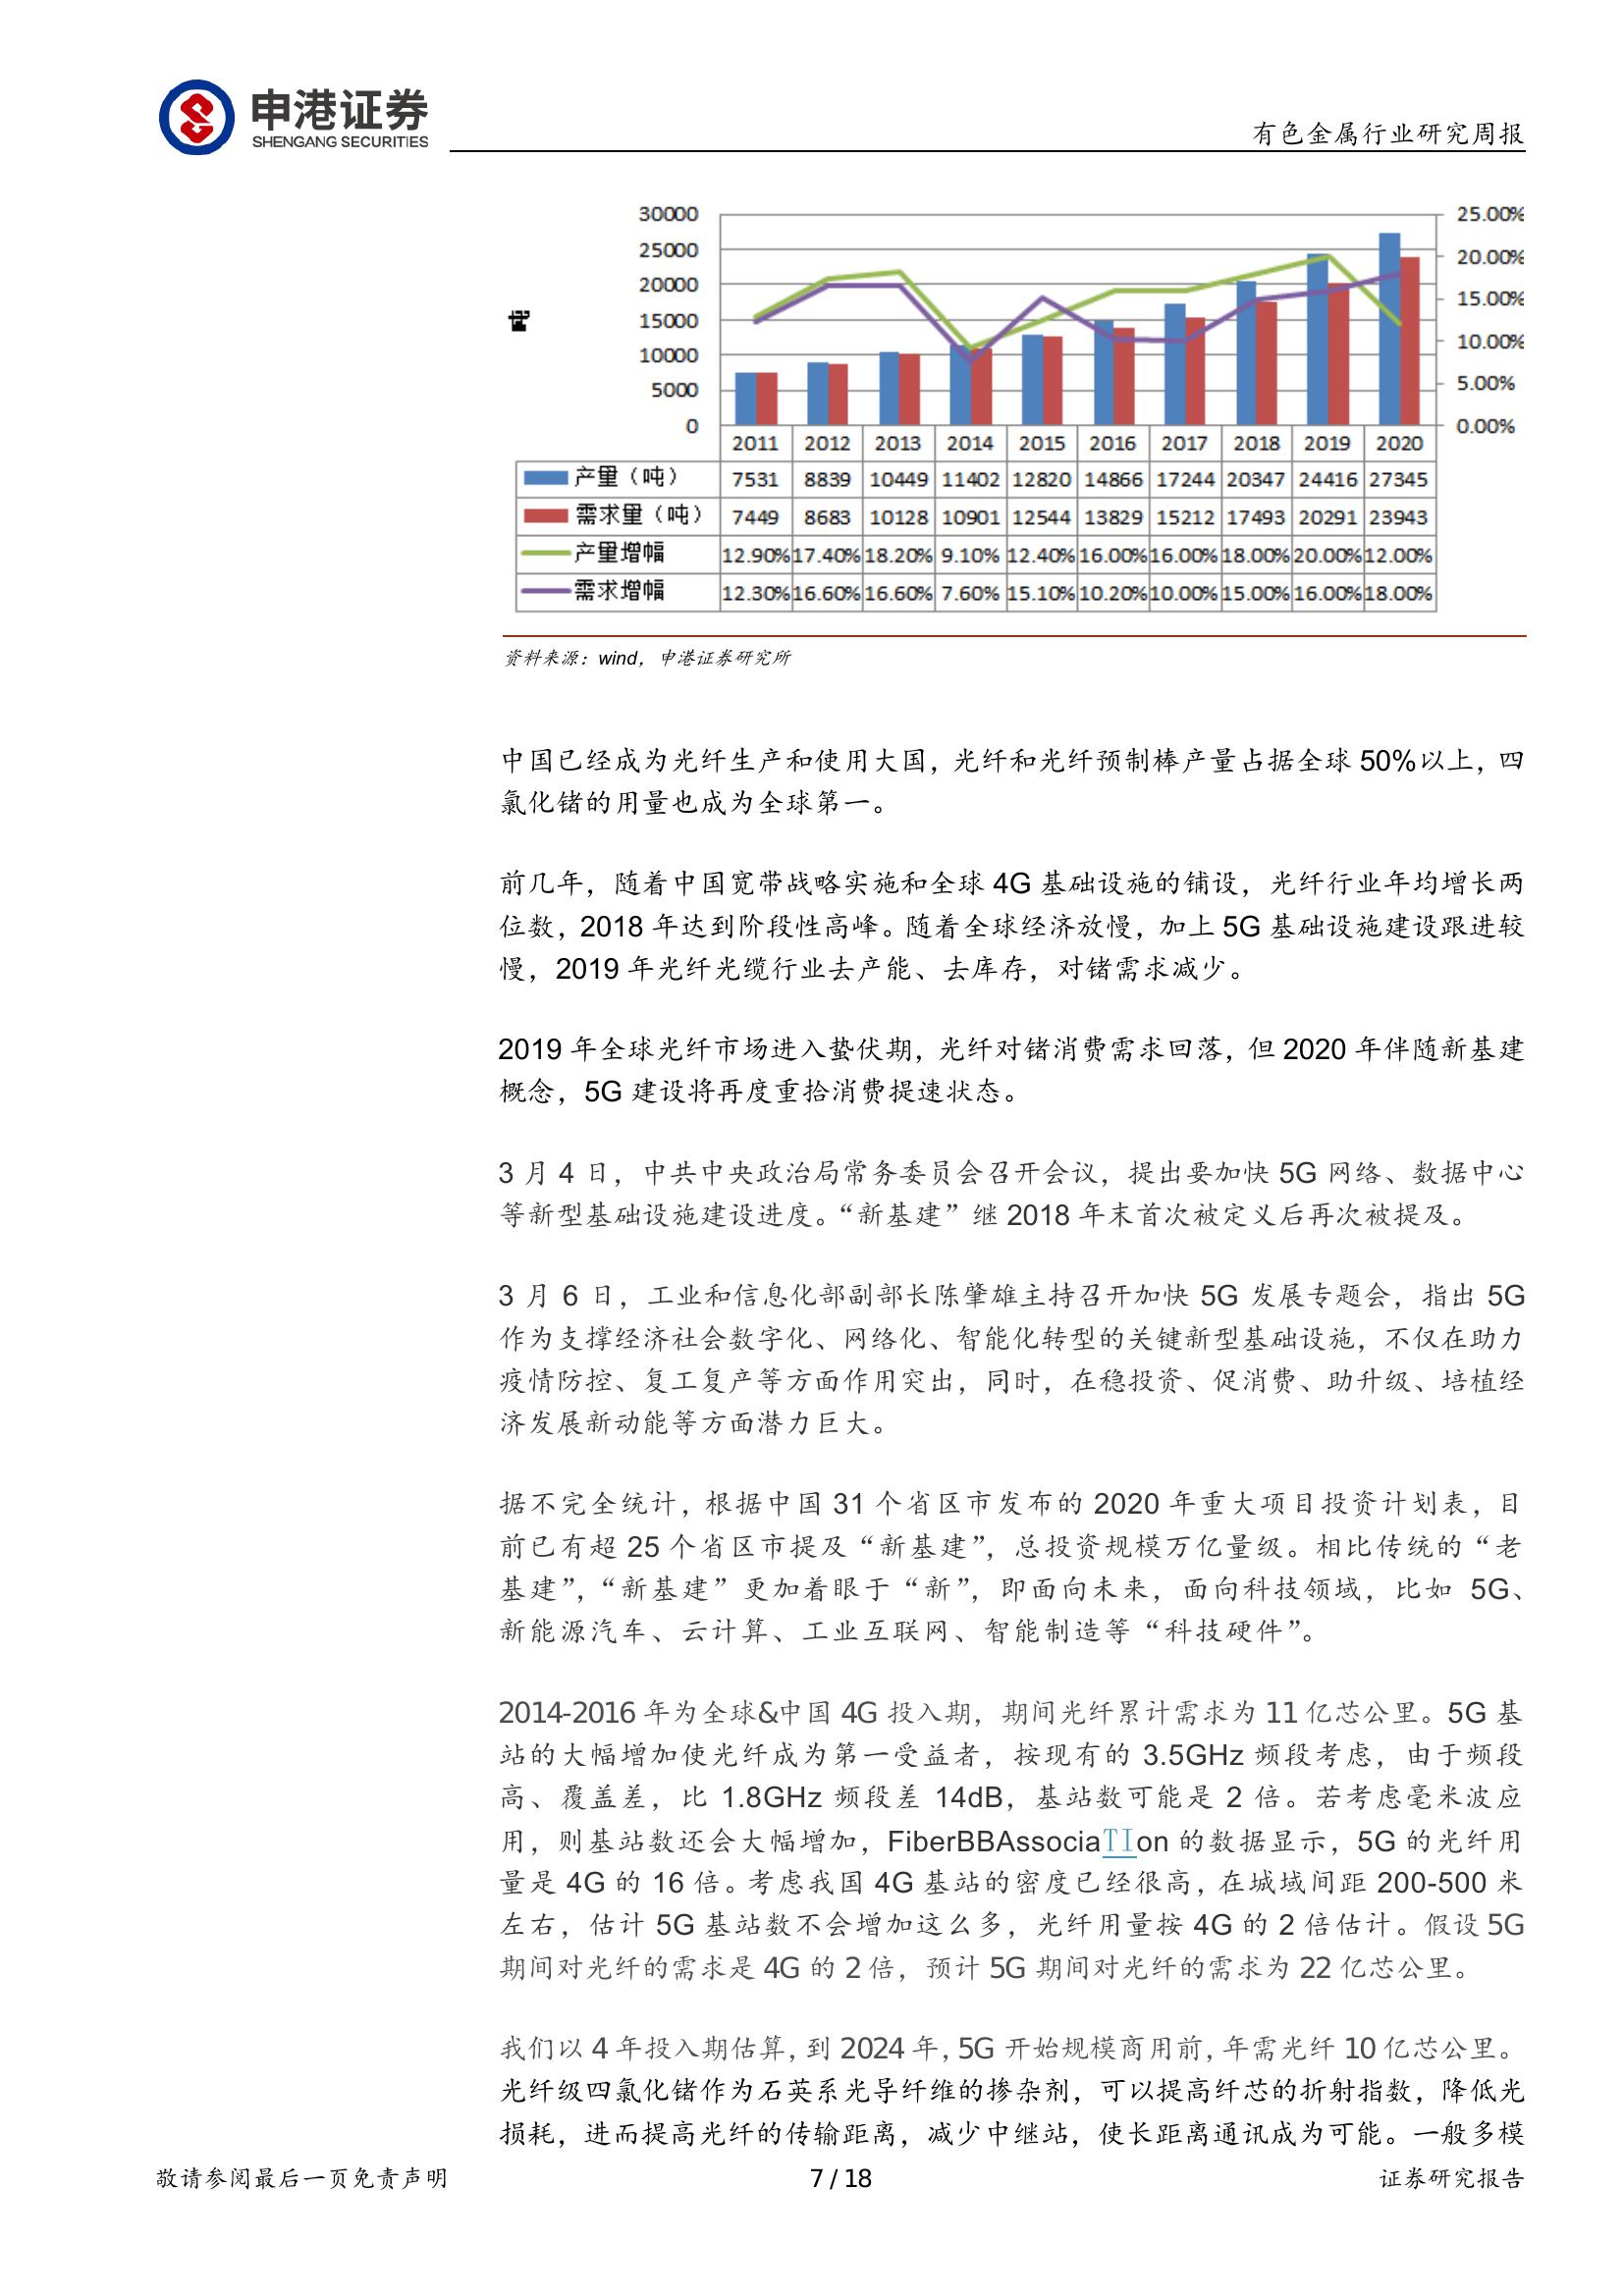 申港证券
SHENGANG SECURITIES
有色金属行业研究周报
30000 25.00%
25000 20.00%
20000 15.00%
15000 10.00%
10000 5.00%
5000 0.00%
0
2011 2012 2013 2014 2015 2016 2017 2018 2019 2020
产量（吨） 7531 8839 10449 11402 12820 14866 17244 20347 24416 27345
需求量（吨） 7449 8683 10128 10901 12544 13829 15212 17493 20291 23943
产量增幅 12.90% 17.40% 18.20% 9.10% 12.40% 16.00% 16.00% 18.00% 20.00% 12.00%
需求增幅 12.30% 16.60% 16.60% 7.60% 15.10% 10.20% 10.00% 15.00% 16.00% 18.00%
资料来源：wind，申港证券研究所
中国已经成为光纤生产和使用大国，光纤和光纤预制棒产量占据全球 50%以上，四
氯化锗的用量也成为全球第一。
前几年，随着中国宽带战略实施和全球 4G 基础设施的铺设，光纤行业年均增长两
位数，2018 年达到阶段性高峰。随着全球经济放慢，加上 5G 基础设施建设跟进较
慢，2019 年光纤光缆行业去产能、去库存，对锗需求减少。
2019 年全球光纤市场进入蛰伏期，光纤对锗消费需求回落，但 2020 年伴随新基建
概念，5G 建设将再度重拾消费提速状态。
3 月 4 日，中共中央政治局常务委员会召开会议，提出要加快 5G 网络、数据中心
等新型基础设施建设进度。“新基建”继 2018 年末首次被定义后再次被提及。
3 月 6 日，工业和信息化部副部长陈肇雄主持召开加快 5G 发展专题会，指出 5G
作为支撑经济社会数字化、网络化、智能化转型的关键新型基础设施，不仅在助力
疫情防控、复工复产等方面作用突出，同时，在稳投资、促消费、助升级、培植经
济发展新动能等方面潜力巨大。
据不完全统计，根据中国 31 个省区市发布的 2020 年重大项目投资计划表，目
前已有超 25 个省区市提及“新基建”，总投资规模万亿量级。相比传统的“老
基建”，“新基建”更加着眼于“新”，即面向未来，面向科技领域，比如 5G、
新能源汽车、云计算、工业互联网、智能制造等“科技硬件”。
2014-2016 年为全球&中国 4G 投入期，期间光纤累计需求为 11 亿芯公里。5G 基
站的大幅增加使光纤成为第一受益者，按现有的 3.5GHz 频段考虑，由于频段
高、覆盖差，比 1.8GHz 频段差 14dB，基站数可能是 2 倍。若考虑毫米波应
用，则基站数还会大幅增加，FiberBBAssociaTIon 的数据显示，5G 的光纤用
量是 4G 的 16 倍。考虑我国 4G 基站的密度已经很高，在城域间距 200-500 米
左右，估计 5G 基站数不会增加这么多，光纤用量按 4G 的 2 倍估计。假设 5G
期间对光纤的需求是 4G 的 2 倍，预计 5G 期间对光纤的需求为 22 亿芯公里。
我们以 4 年投入期估算，到 2024 年，5G 开始规模商用前，年需光纤 10 亿芯公里。
光纤级四氯化锗作为石英系光导纤维的掺杂剂，可以提高纤芯的折射指数，降低光
损耗，进而提高光纤的传输距离，减少中继站，使长距离通讯成为可能。一般多模
敬请参阅最后一页免责声明 7 / 18 证券研究报告